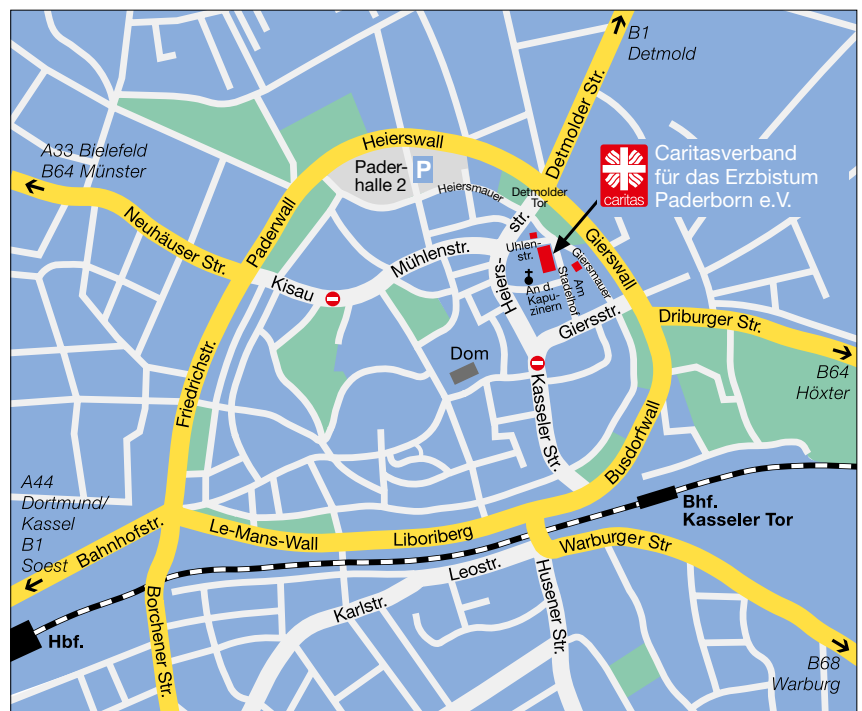 B1
Detmold
Detmolder Str.
A33 Bielefeld
B64 Münster
Heierswall
Pader-
halle 2
P
Caritasverband
für das Erzbistum
Paderborn e.V.
caritas
Heiersmauer
Detmolder
Tor
Neuhäuser Str.
Paderwall
Kisau
Mühlenstr.
Heiers-
str.
Uhlen-
str.
Giersmauer
Gierswall
Am
Stadelhof
An d.
Kapu-
zinern
Giersstr.
Driburger Str.
B64
Höxter
Friedrichstr.
Dom
Kasseler Str.
Busdorfwall
A44
Dortmund/
Kassel
B1
Soest
Bahnhofstr.
Le-Mans-Wall
Liboriberg
Bhf.
Kasseler Tor
Warburger Str
Leostr.
Husener Str.
Karlstr.
Borchener Str.
Hbf.
B68
Warburg